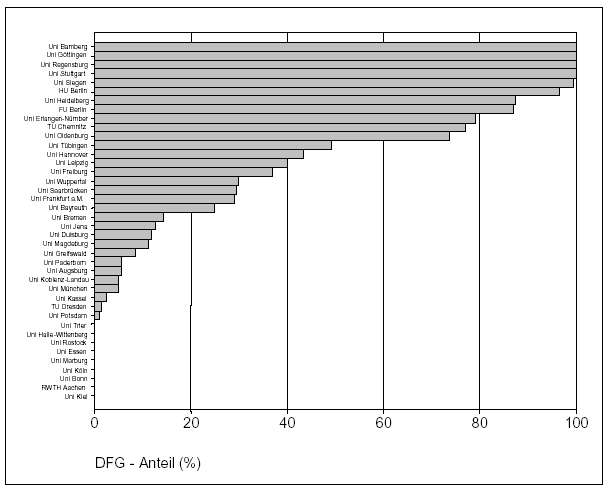 Uni Bamberg
Uni Göttingen
Uni Regensburg
Uni Stuttgart
Uni Siegen
HU Berlin
Uni Heidelberg
FU Berlin
Uni Erlangen-Nürnber
TU Chemnitz
Uni Oldenburg
Uni Tübingen
Uni Hannover
Uni Leipzig
Uni Freiburg
Uni Wuppertal
Uni Saarbrücken
Uni Frankfurt a.M.
Uni Bayreuth
Uni Bremen
Uni Jena
Uni Duisburg
Uni Magdeburg
Uni Greifswald
Uni Paderborn
Uni Augsburg
Uni Koblenz-Landau
Uni München
Uni Kassel
TU Dresden
Uni Potsdam
Uni Trier
Uni Halle-Wittenberg
Uni Rostock
Uni Essen
Uni Marburg
Uni Köln
Uni Bonn
RWTH Aachen
Uni Kiel
0 20 40 60 80 100
DFG - Anteil (%)